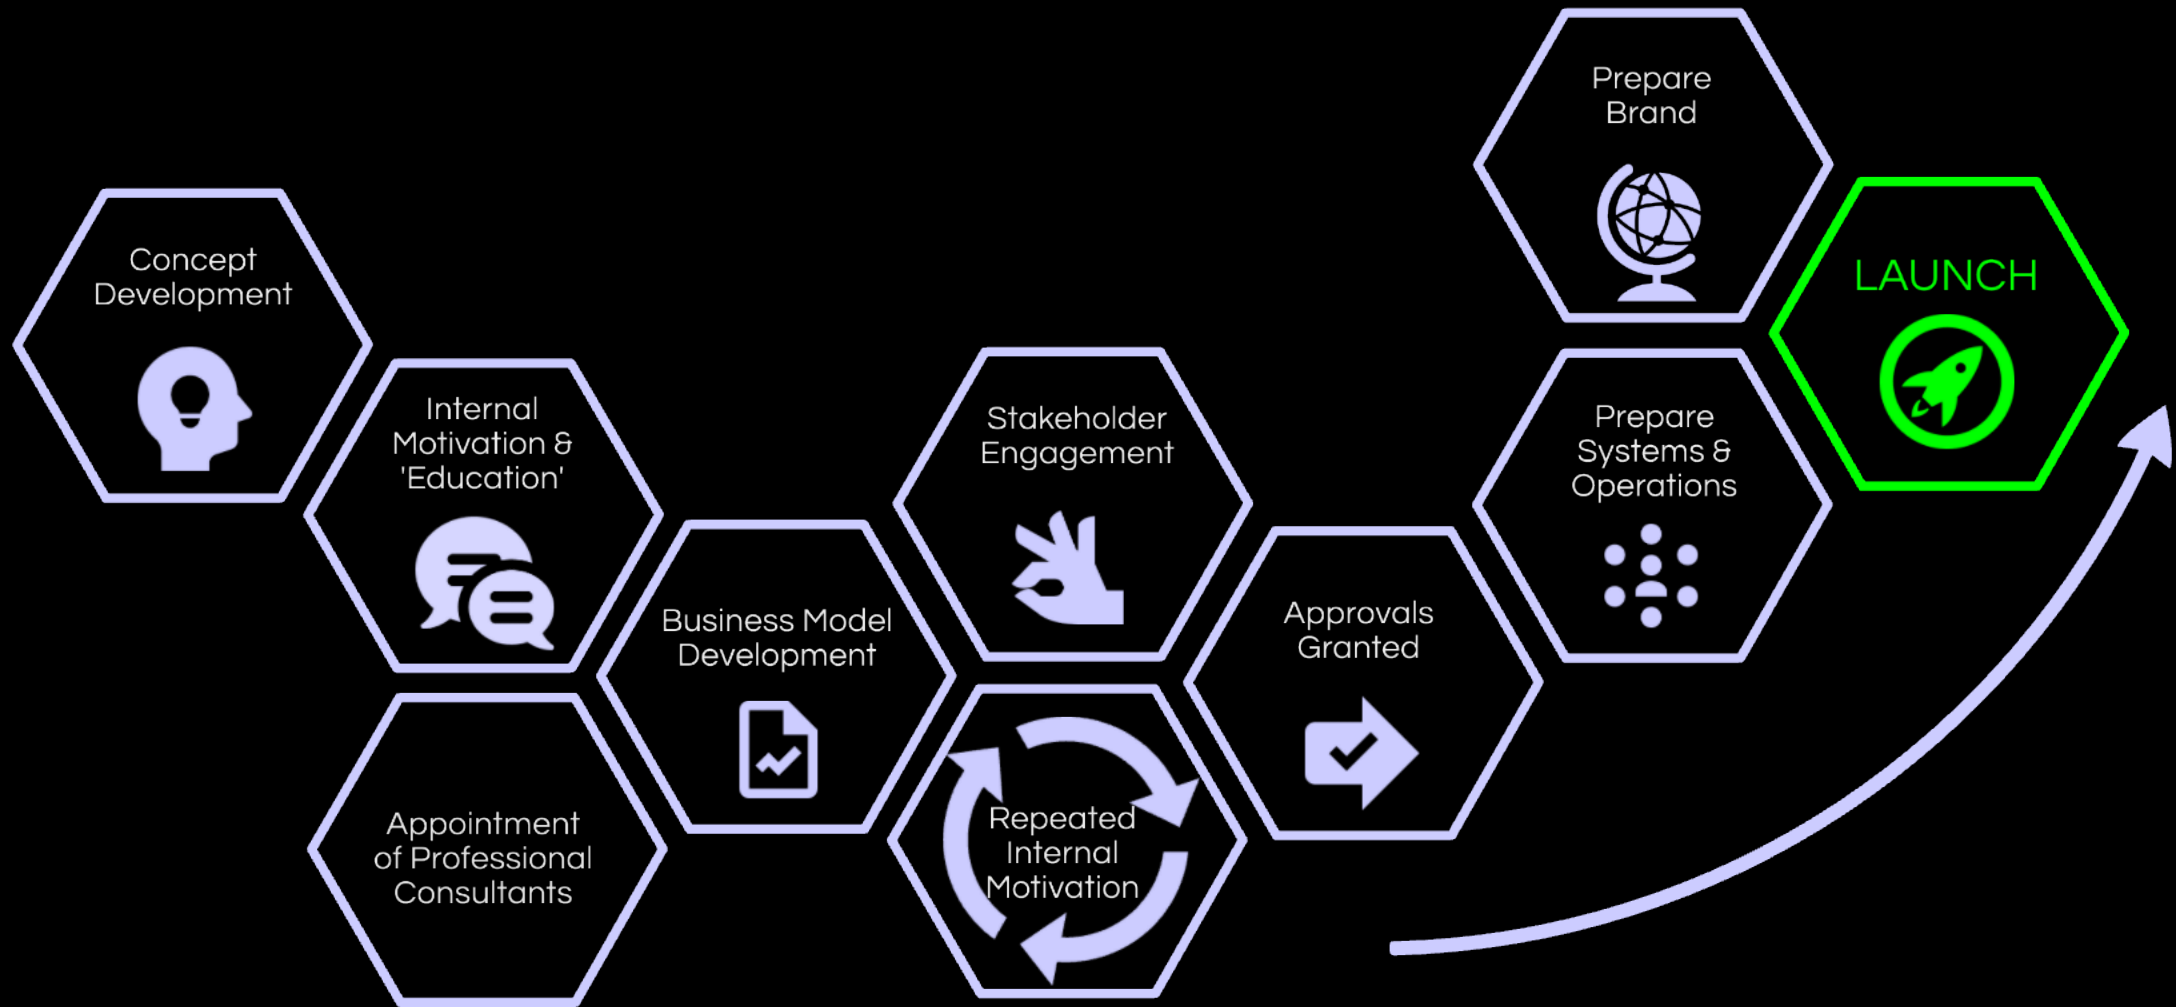 Concept
Development
Internal
Motivation &
'Education'
Appointment
of Professional
Consultants
Business Model
Development
Stakeholder
Engagement
Repeated
Internal
Motivation
Approvals
Granted
Prepare
Brand
Prepare
Systems &
Operations
LAUNCH